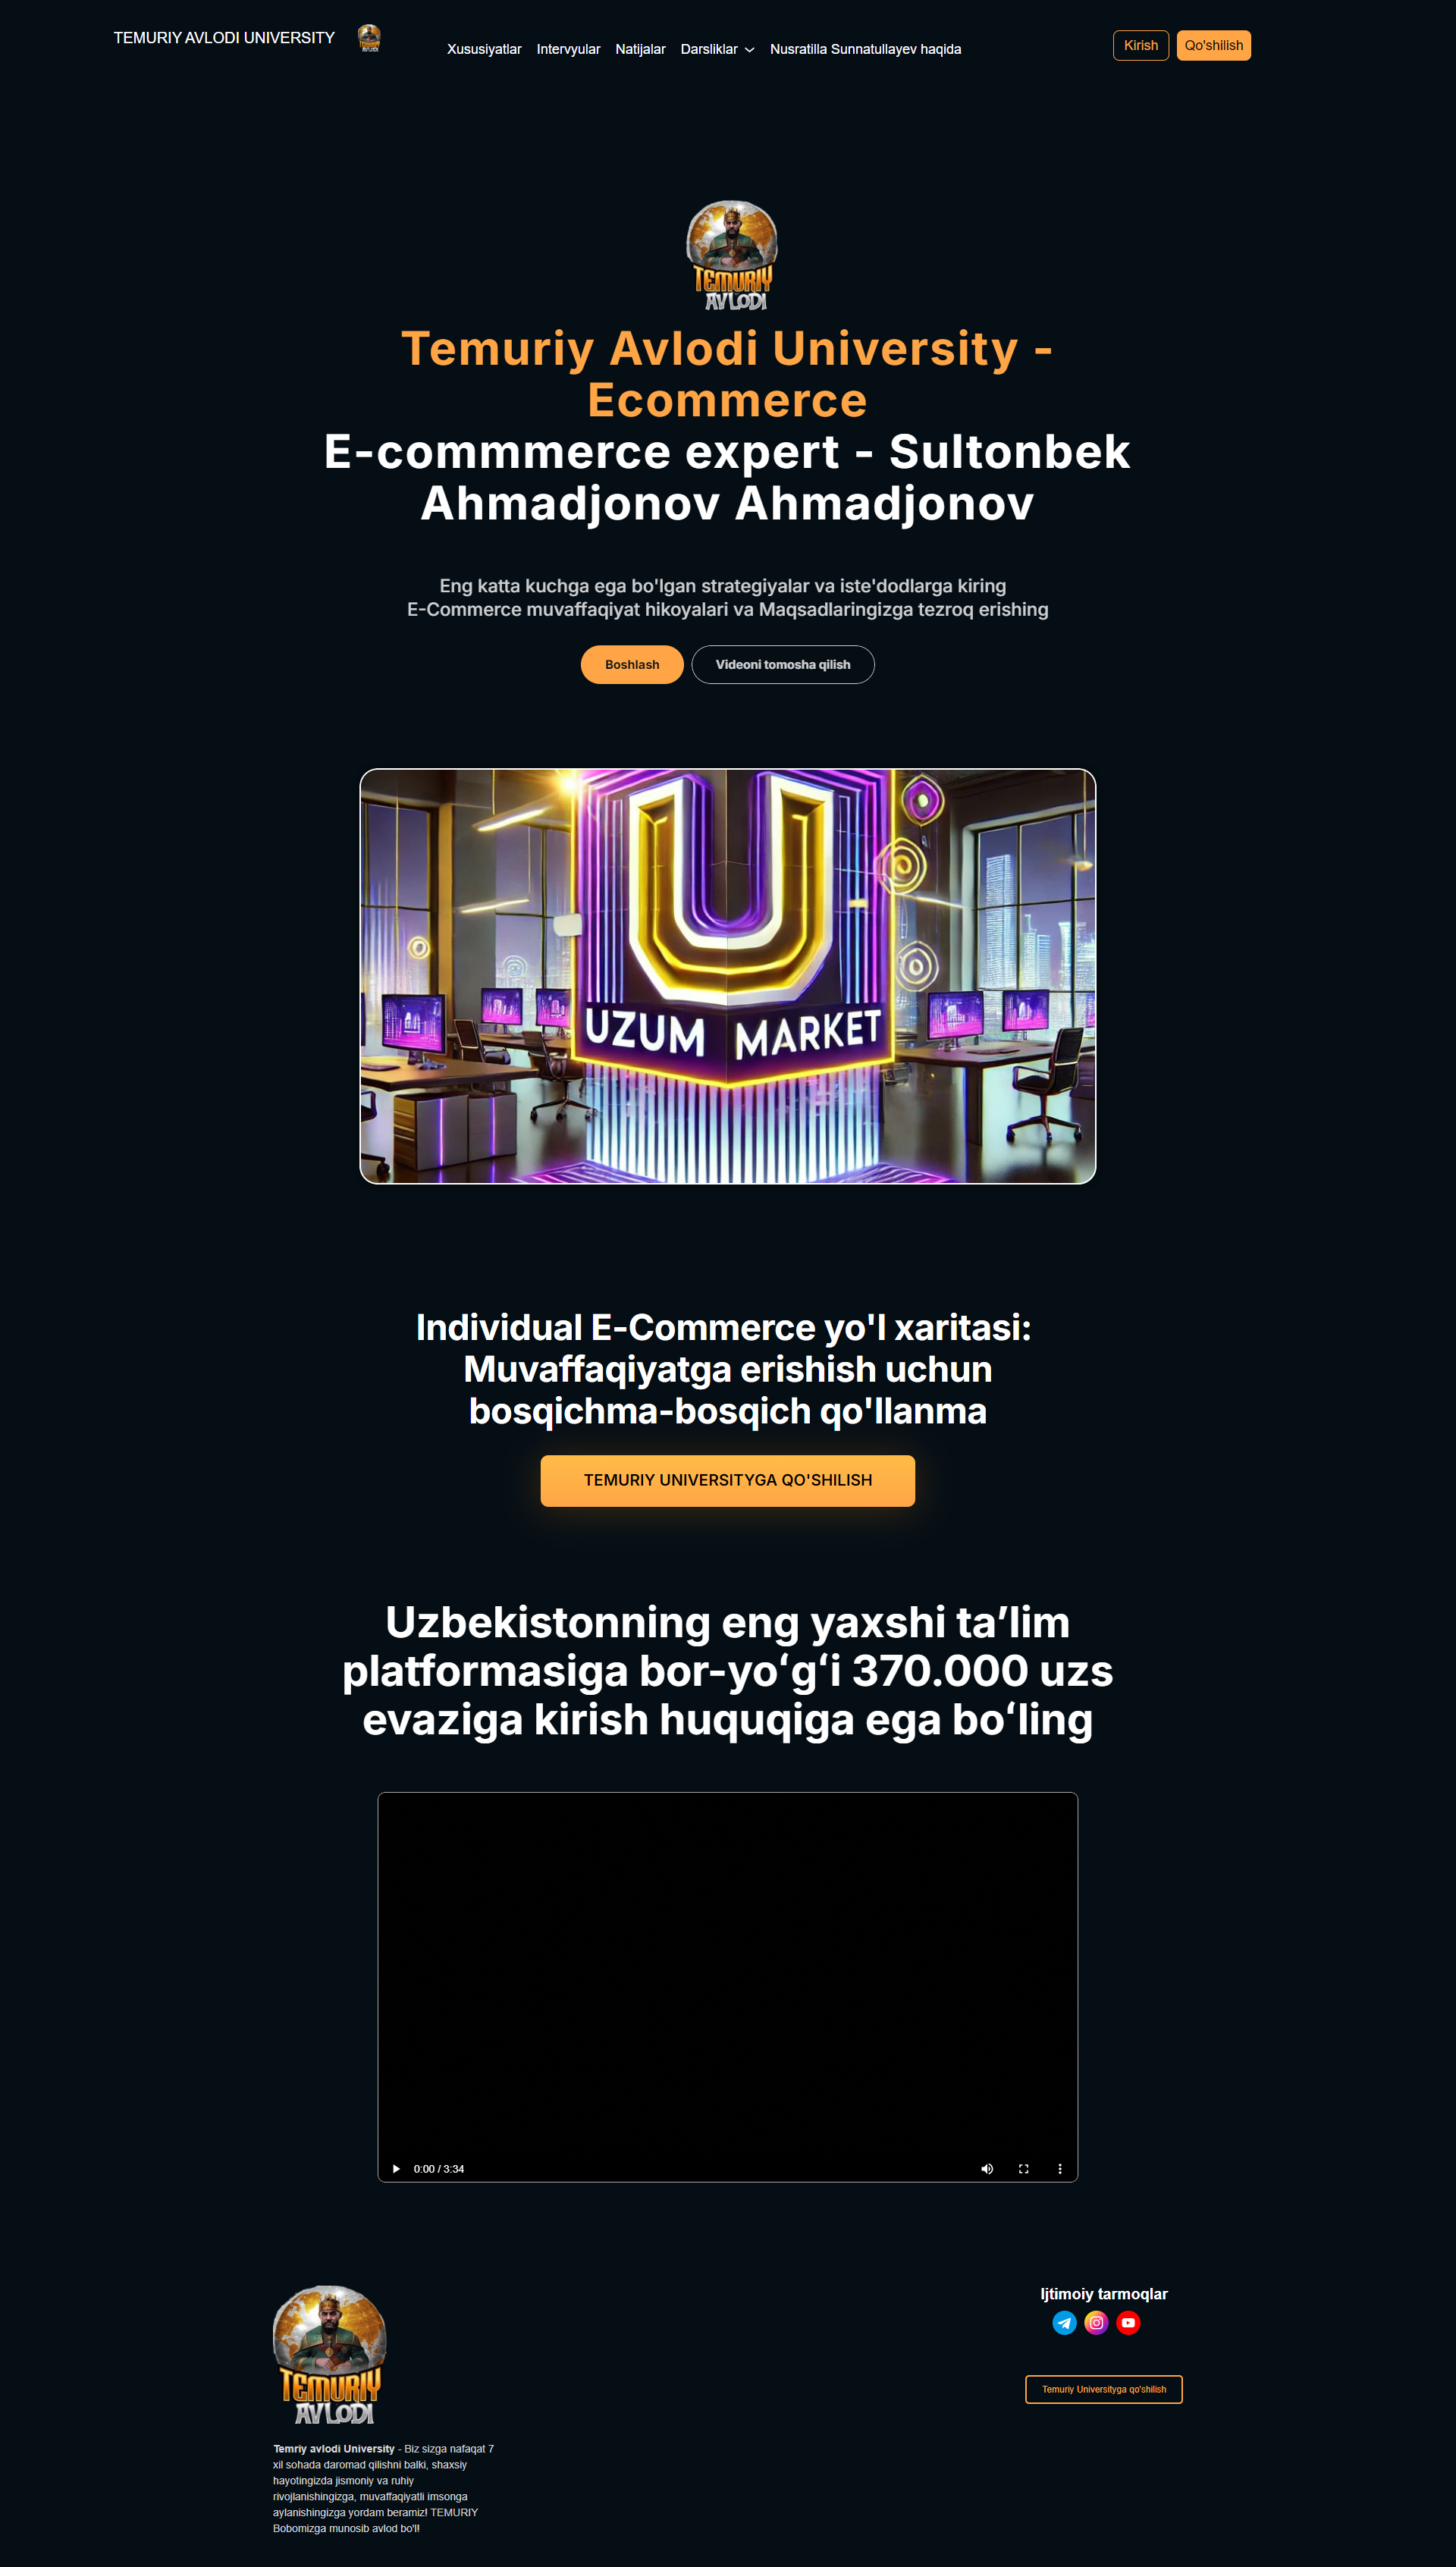 TEMURIY AVLODI UNIVERSITY
TEMURIY
AVLODI
Xususiyatlar
Intervyular
Natijalar
Darsliklar
Nusratilla Sunnatullayev haqida
Kirish
Qo'shilish
TEMURIY
AVLODI
Temuriy Avlodi University -
Ecommerce
E-commmerce expert - Sultonbek
Ahmadjonov Ahmadjonov
Eng katta kuchga ega bo'lgan strategiyalar va iste'dodlarga kiring
E-Commerce muvaffaqiyat hikoyalari va Maqsadlaringizga tezroq erishing
Boshlash
Videoni tomosha qilish
U
UZUM MARKET
Individual E-Commerce yo'l xaritasi:
Muvaffaqiyatga erishish uchun
bosqichma-bosqich qo'llanma
TEMURIY UNIVERSITYGA QO'SHILISH
Uzbekistonning eng yaxshi ta’lim
platformasiga bor-yo‘g‘i 370.000 uzs
evaziga kirish huquqiga ega bo‘ling
0:00 / 3:34
TEMURIY
AVLODI
Temriy avlodi University - Biz sizga nafaqat 7
xil sohada daromad qilishni balki, shaxsiy
hayotingizda jismoniy va ruhiy
rivojlanishingizga, muvaffaqiyatli imsonga
aylanishingizga yordam beramiz! TEMURIY
Bobomizga munosib avlod bo'l!
Ijtimoiy tarmoqlar
Temuriy Universityga qo'shilish